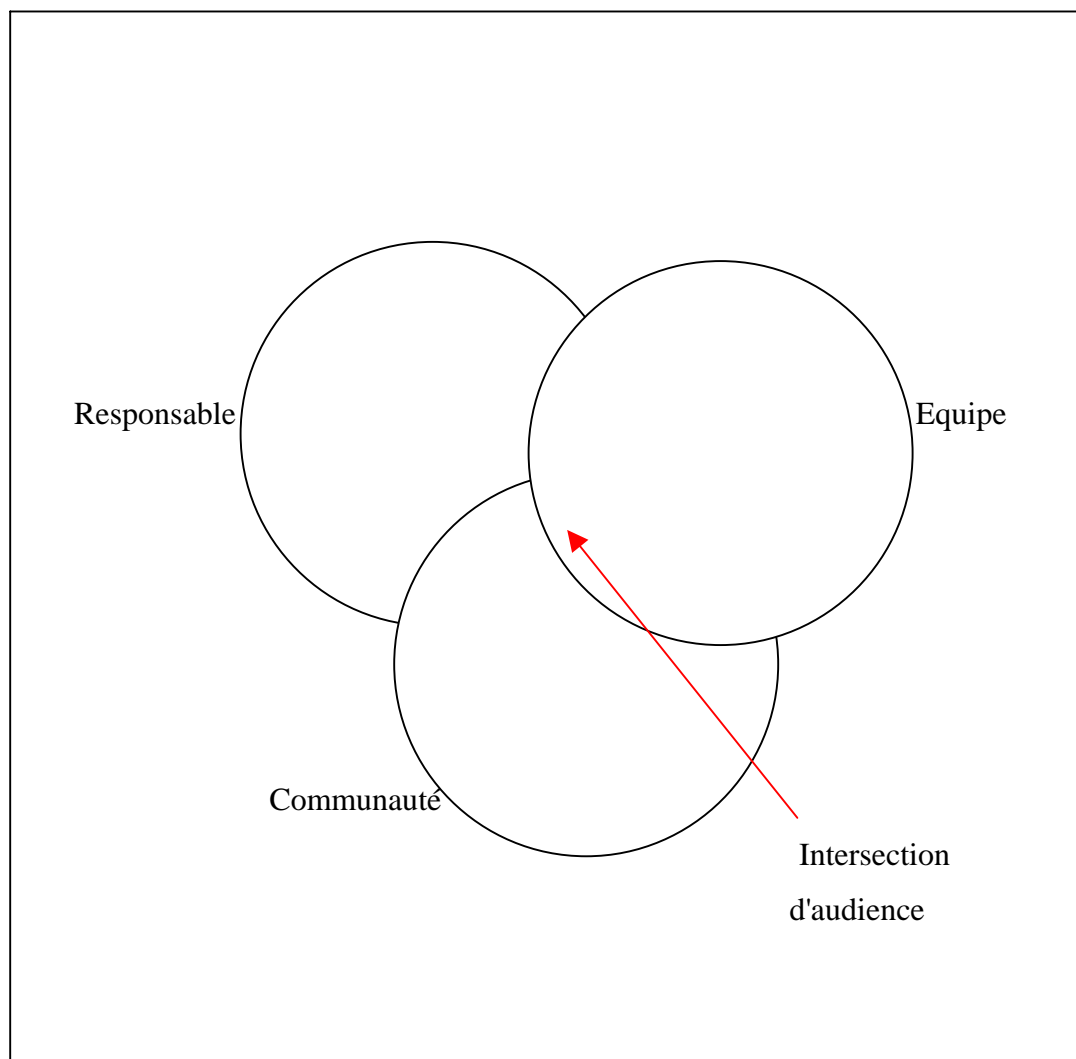 Responsable
Equipe
Communauté
Intersection
d'audience